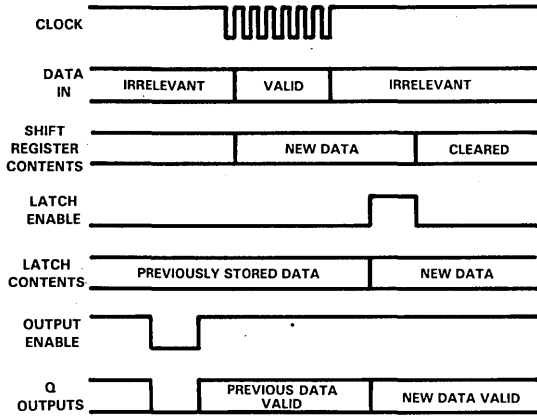 CLOCK
DATA
IN
IRRELEVANT
VALID
IRRELEVANT
SHIFT
REGISTER
CONTENTS
NEW DATA
CLEARED
LATCH
ENABLE
LATCH
CONTENTS
PREVIOUSLY STORED DATA
NEW DATA
OUTPUT
ENABLE
Q
OUTPUTS
PREVIOUS DATA
VALID
NEW DATA VALID